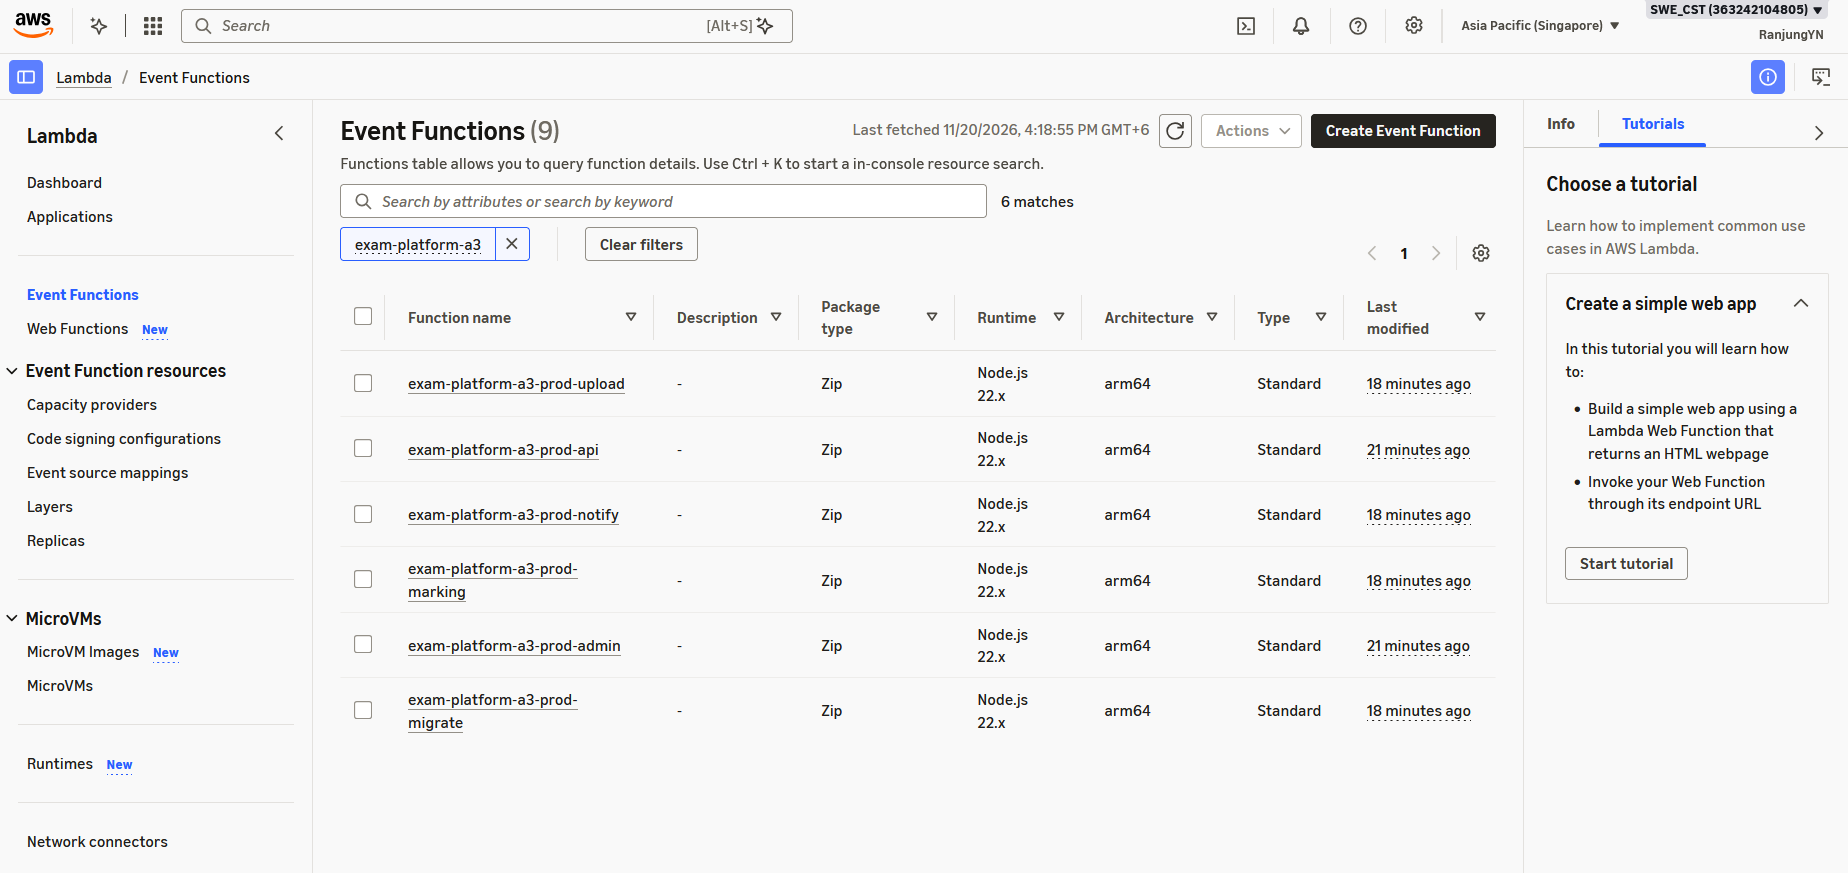 aws
Search
[Alt+S]
Asia Pacific (Singapore)
SWE_CST (363242104805)
RanjungYN
Lambda / Event Functions
Lambda
Dashboard
Applications
Event Functions
Web Functions New
Event Function resources
Capacity providers
Code signing configurations
Event source mappings
Layers
Replicas
MicroVMs
MicroVM Images New
MicroVMs
Runtimes New
Network connectors
Event Functions (9)
Last fetched 11/20/2026, 4:18:55 PM GMT+6
Actions
Create Event Function
Functions table allows you to query function details. Use Ctrl + K to start a in-console resource search.
Search by attributes or search by keyword
6 matches
exam-platform-a3
Clear filters
1
Function name Description Package type Runtime Architecture Type Last modified
exam-platform-a3-prod-upload - Zip Node.js 22.x arm64 Standard 18 minutes ago
exam-platform-a3-prod-api - Zip Node.js 22.x arm64 Standard 21 minutes ago
exam-platform-a3-prod-notify - Zip Node.js 22.x arm64 Standard 18 minutes ago
exam-platform-a3-prod-marking - Zip Node.js 22.x arm64 Standard 18 minutes ago
exam-platform-a3-prod-admin - Zip Node.js 22.x arm64 Standard 21 minutes ago
exam-platform-a3-prod-migrate - Zip Node.js 22.x arm64 Standard 18 minutes ago
Info
Tutorials
Choose a tutorial
Learn how to implement common use
cases in AWS Lambda.
Create a simple web app
In this tutorial you will learn how
to:
• Build a simple web app using a
Lambda Web Function that
returns an HTML webpage
• Invoke your Web Function
through its endpoint URL
Start tutorial